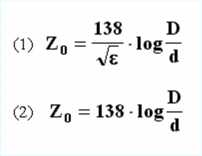 (1) Z₀ = 138/√ε · log D/d
(2) Z₀ = 138 · log D/d